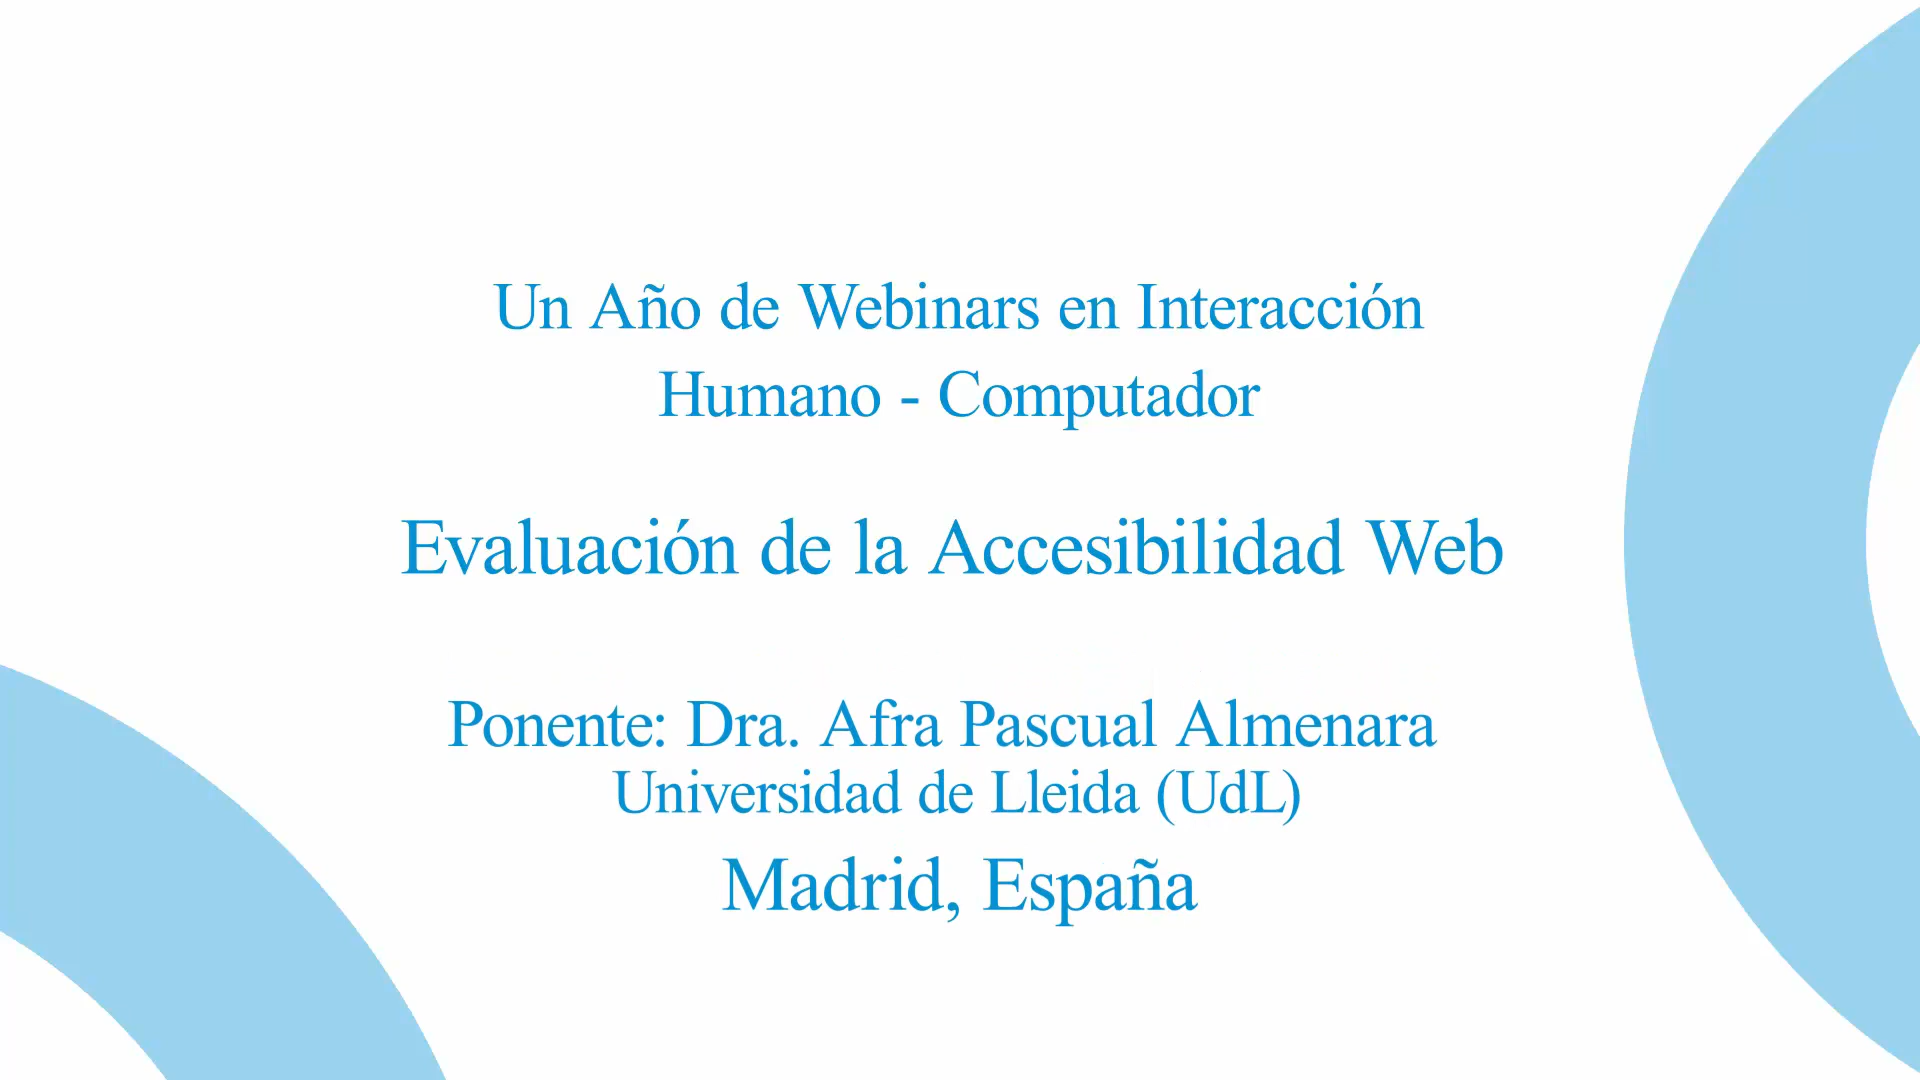 Un Año de Webinars en Interacción
Humano - Computador
Evaluación de la Accesibilidad Web
Ponente: Dra. Afra Pascual Almenara
Universidad de Lleida (UdL)
Madrid, España